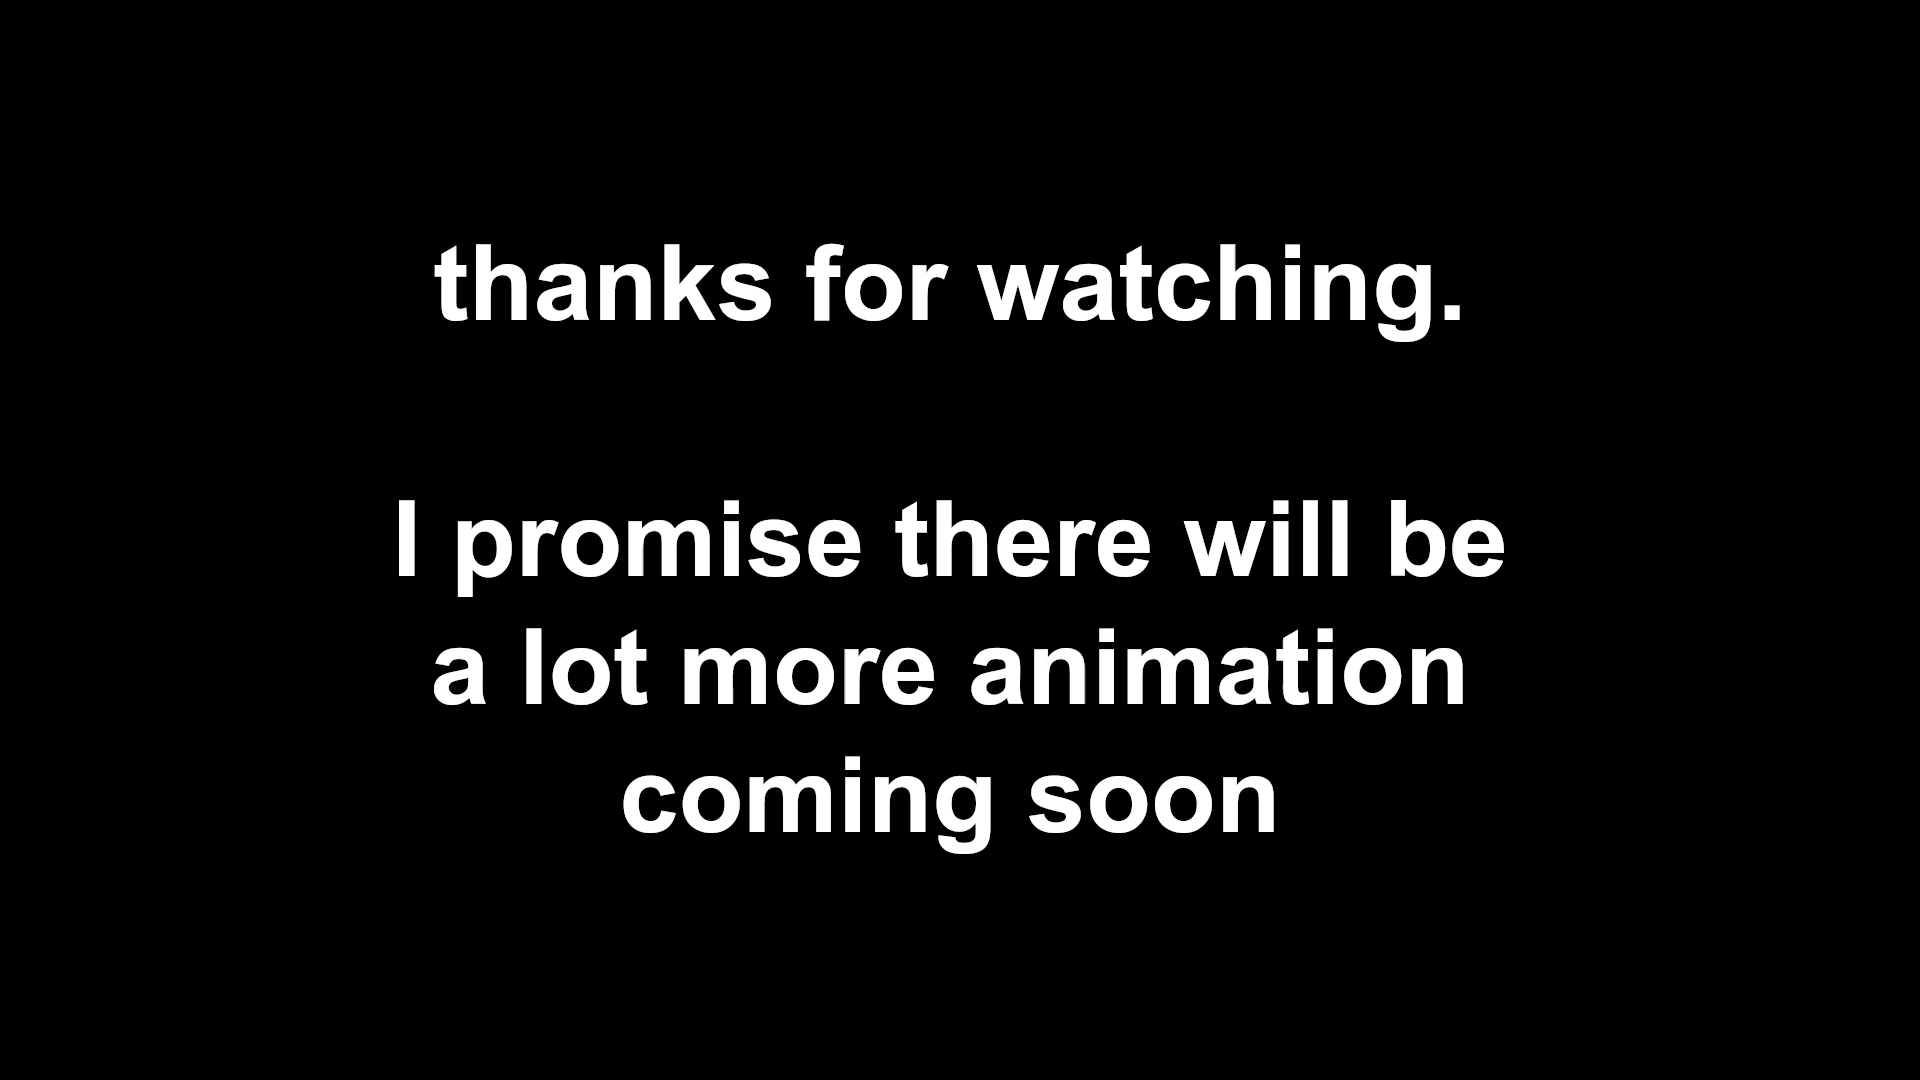 thanks for watching.
I promise there will be
a lot more animation
coming soon